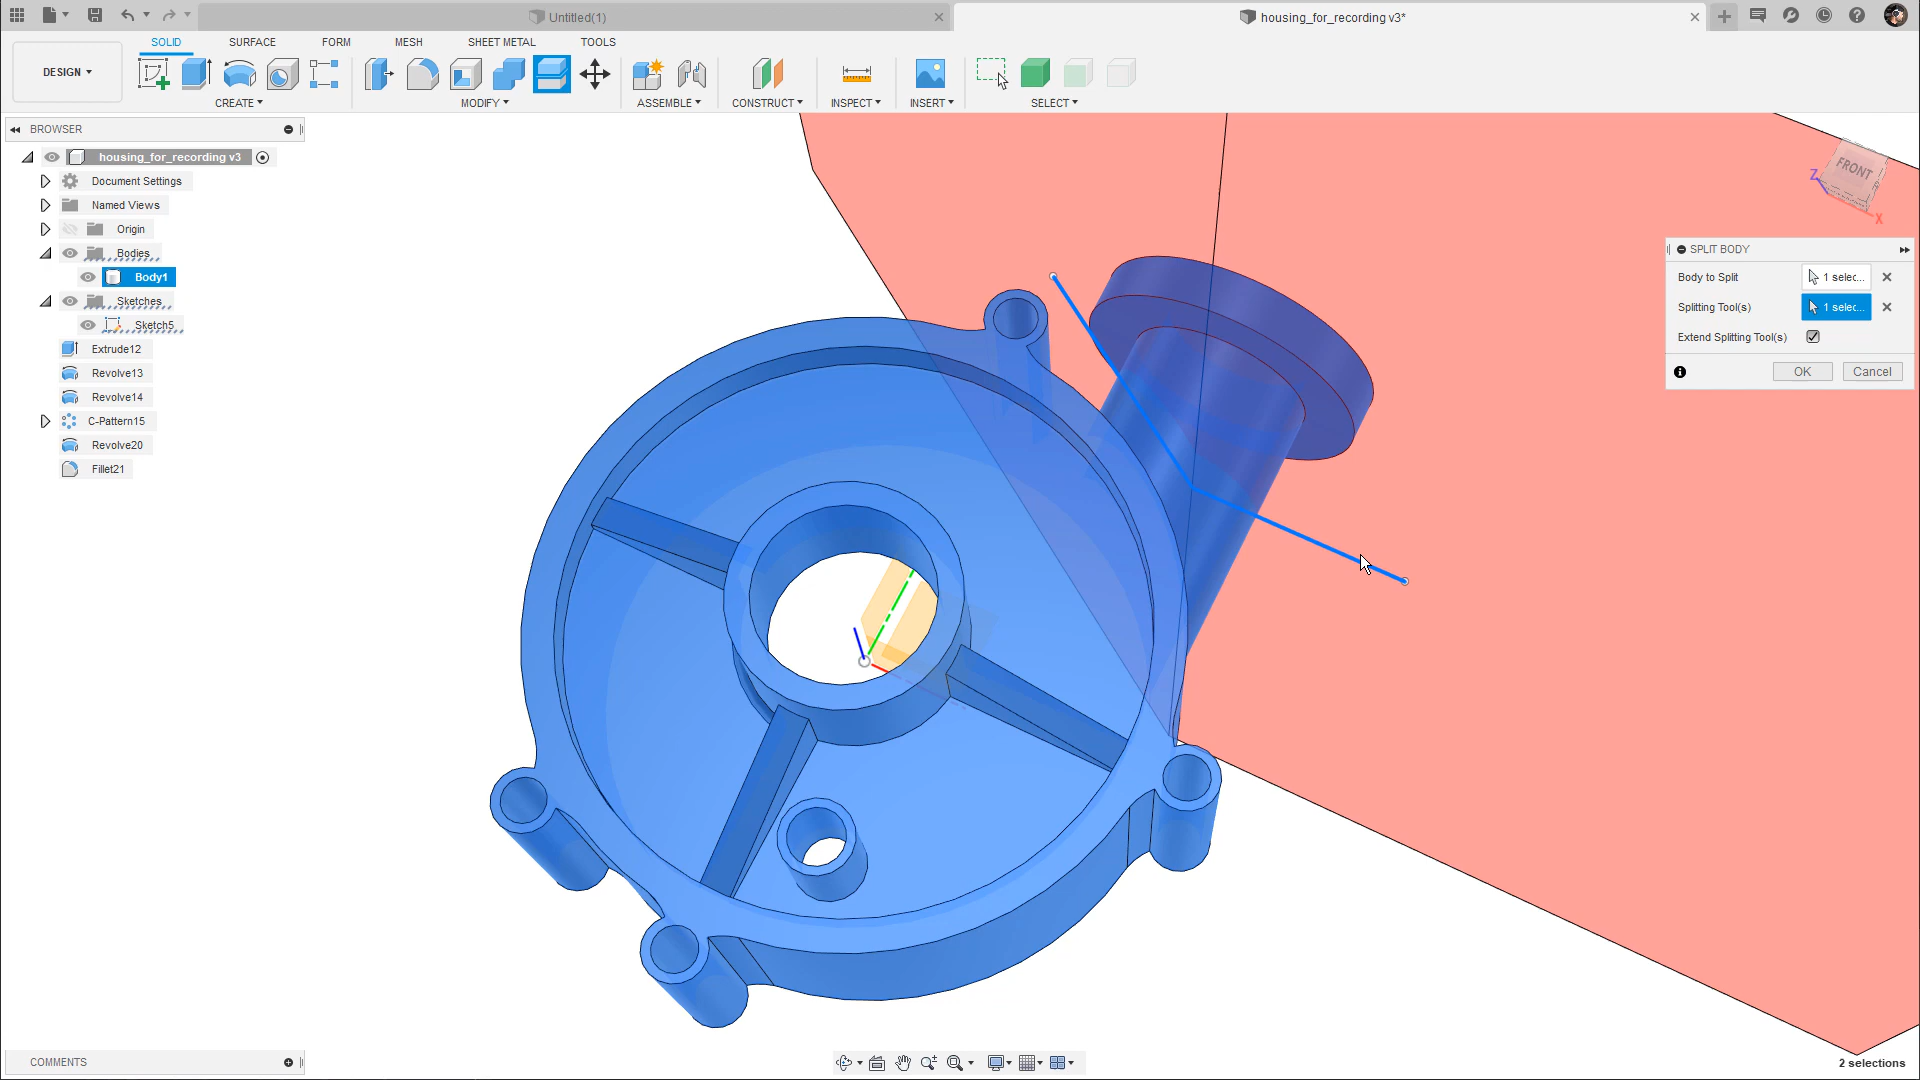 Untitled(1)
housing_for_recording v3*
DESIGN
SOLID
SURFACE
FORM
MESH
SHEET METAL
TOOLS
CREATE
MODIFY
ASSEMBLE
CONSTRUCT
INSPECT
INSERT
SELECT
BROWSER
housing_for_recording v3
Document Settings
Named Views
Origin
Bodies
Body1
Sketches
Sketch5
Extrude12
Revolve13
Revolve14
C-Pattern15
Revolve20
Fillet21
FRONT
Z
X
SPLIT BODY
Body to Split
1 selec...
Splitting Tool(s)
1 selec...
Extend Splitting Tool(s)
OK
Cancel
COMMENTS
2 selections